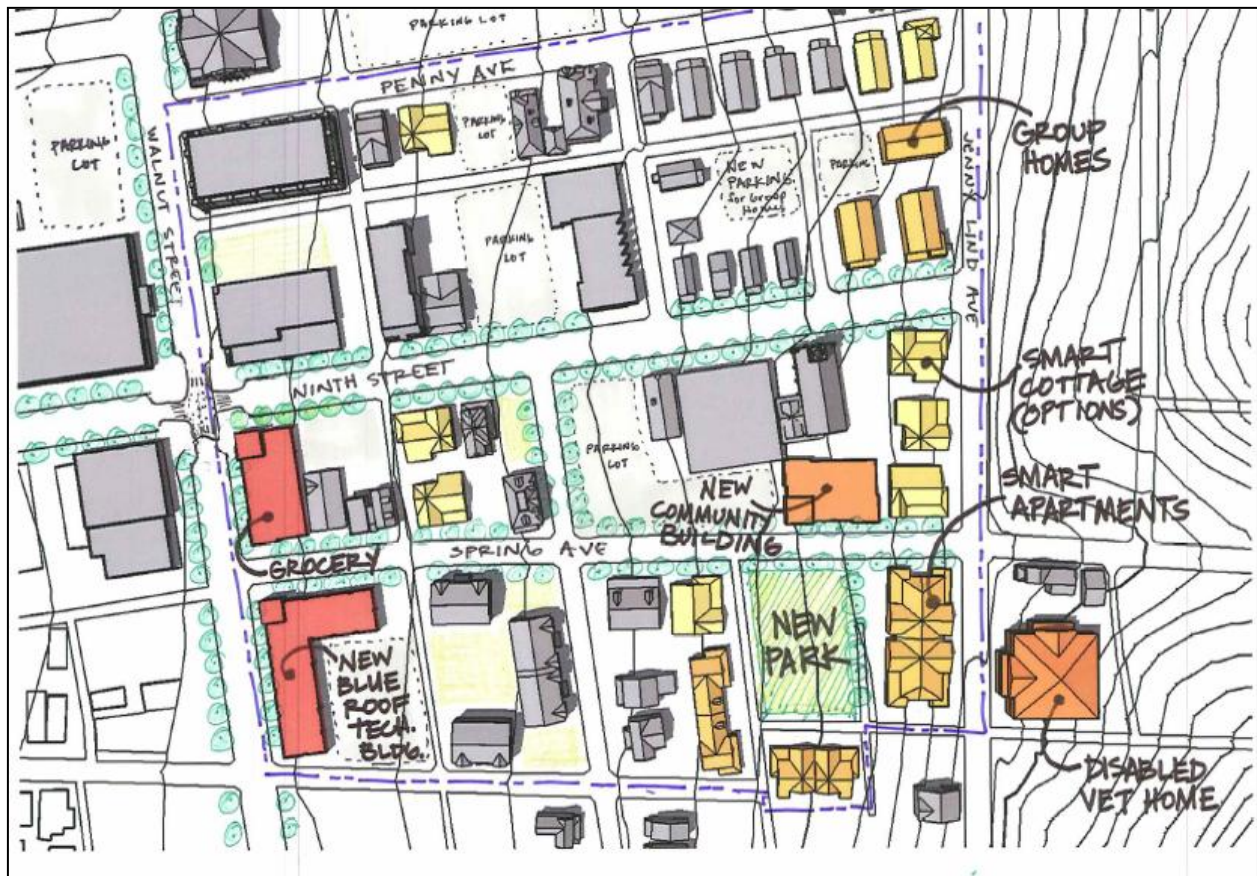 PARKING LOT
PENNY AVE
PARKING
LOT
WALNUT STREET
PARKING
LOT
GROUP
HOMES
JENNY LIND AVE
NEW
PARKING
for Group
Homes
PARKING
PARKING
LOT
NINTH STREET
SMART
COTTAGE
(OPTIONS)
PARKING
LOT
SMART
APARTMENTS
NEW
COMMUNITY
BUILDING
SPRING AVE
GROCERY
NEW
BLUE
ROOF
TECH.
BLDG.
NEW
PARK
DISABLED
VET HOME